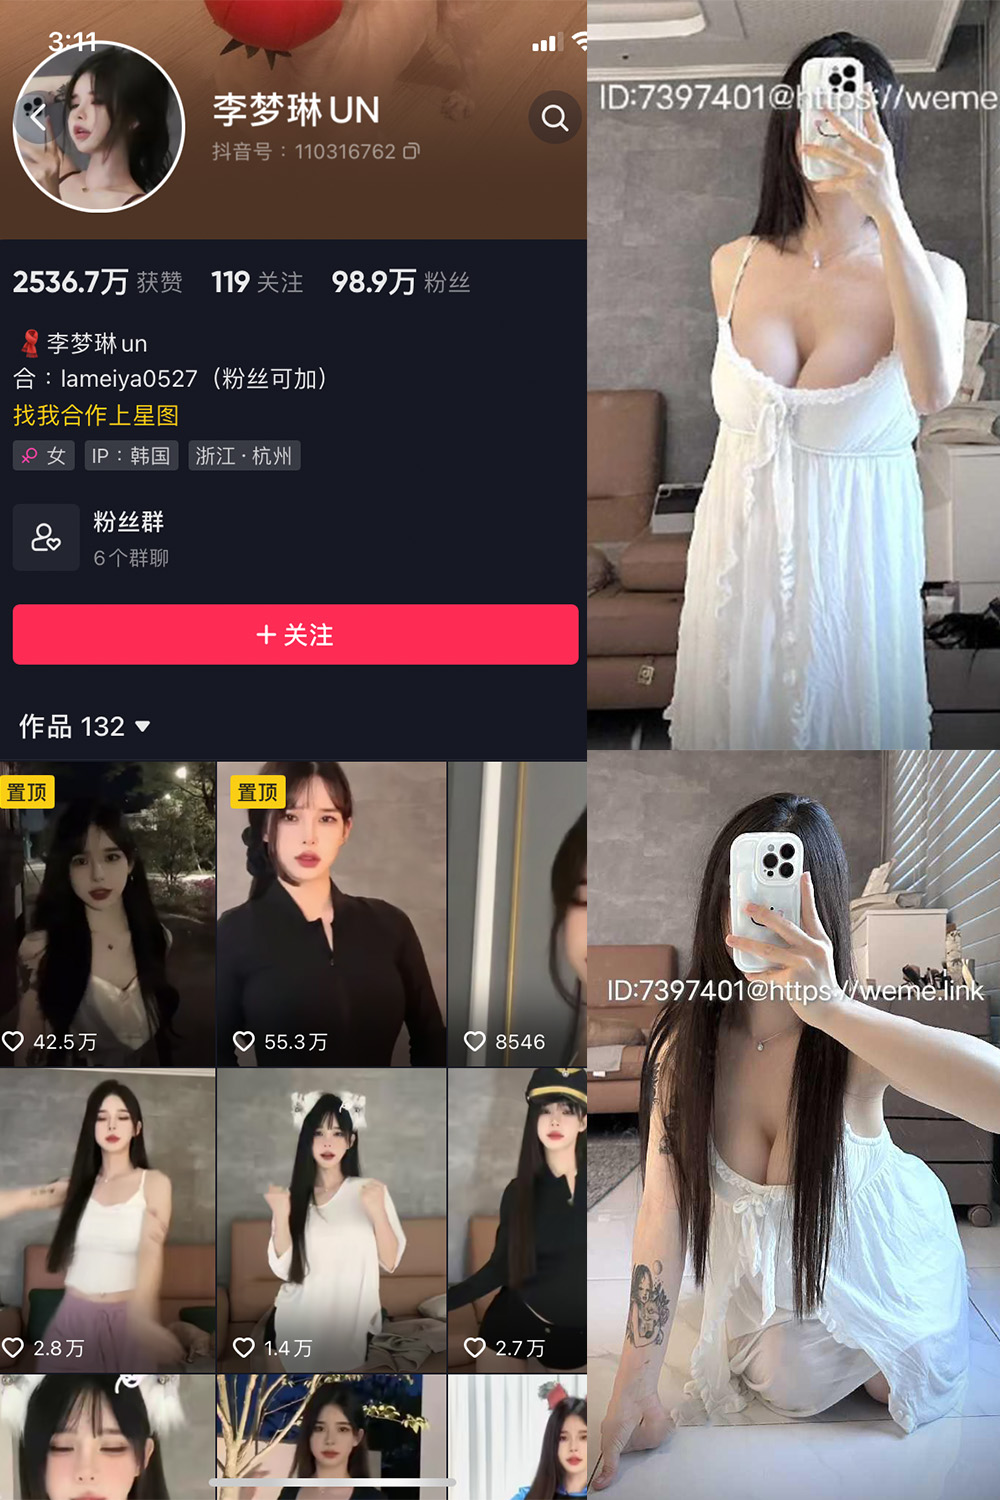 3:11
李梦琳UN
抖音号：110316762
2536.7万 获赞 119 关注 98.9万 粉丝
李梦琳un
合：lameiya0527（粉丝可加）
找我合作上星图
女 IP：韩国 浙江·杭州
粉丝群
6个群聊
+ 关注
作品 132
置顶
置顶
42.5万
55.3万
8546
2.8万
1.4万
2.7万
ID:7397401@https://weme
ID:7397401@https://weme.link